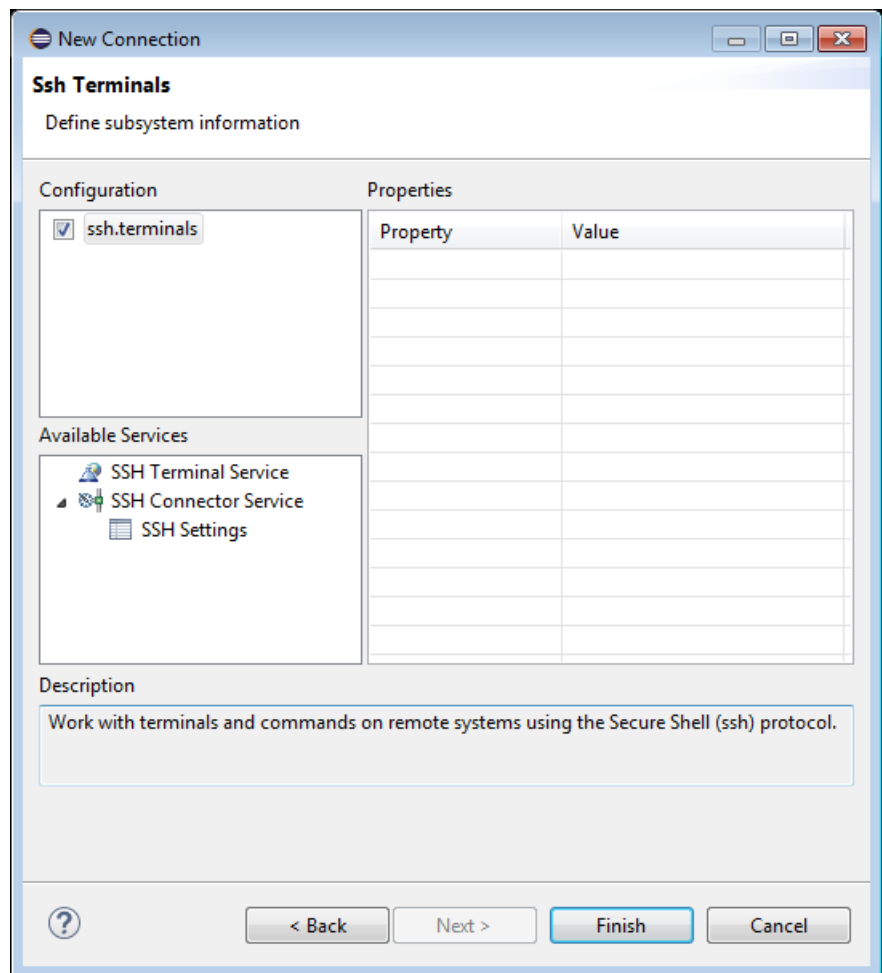 New Connection
Ssh Terminals
Define subsystem information
Configuration
Properties
ssh.terminals
Property Value
Available Services
SSH Terminal Service
SSH Connector Service
SSH Settings
Description
Work with terminals and commands on remote systems using the Secure Shell (ssh) protocol.
? < Back Next > Finish Cancel